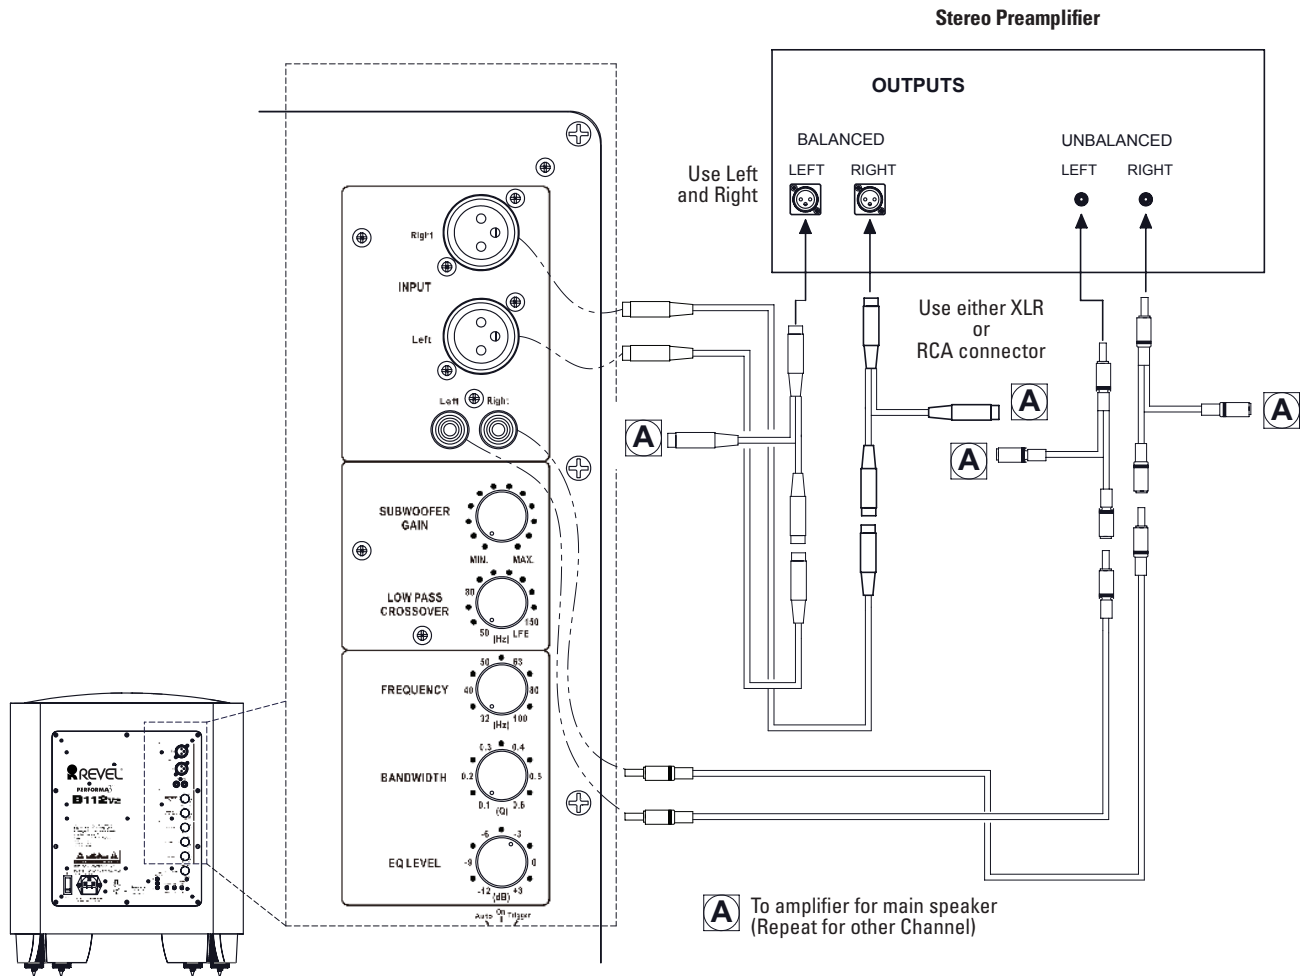 Stereo Preamplifier
OUTPUTS
BALANCED
UNBALANCED
LEFT
RIGHT
LEFT
RIGHT
Use Left
and Right
Use either XLR
or
RCA connector
A
A
A
A
Right
INPUT
Left
Left
Right
SUBWOOFER
GAIN
MIN.
MAX.
LOW PASS
CROSSOVER
80
150
50
(Hz)
LFE
FREQUENCY
50
63
40
80
32
(Hz)
100
BANDWIDTH
0.3
0.4
0.2
0.5
0.1
(Q)
EQ LEVEL
-6
-3
-9
0
-12
(dB)
+3
Auto
On
Trigger
REVEL
PERFORMA
B112v2
A To amplifier for main speaker
(Repeat for other Channel)